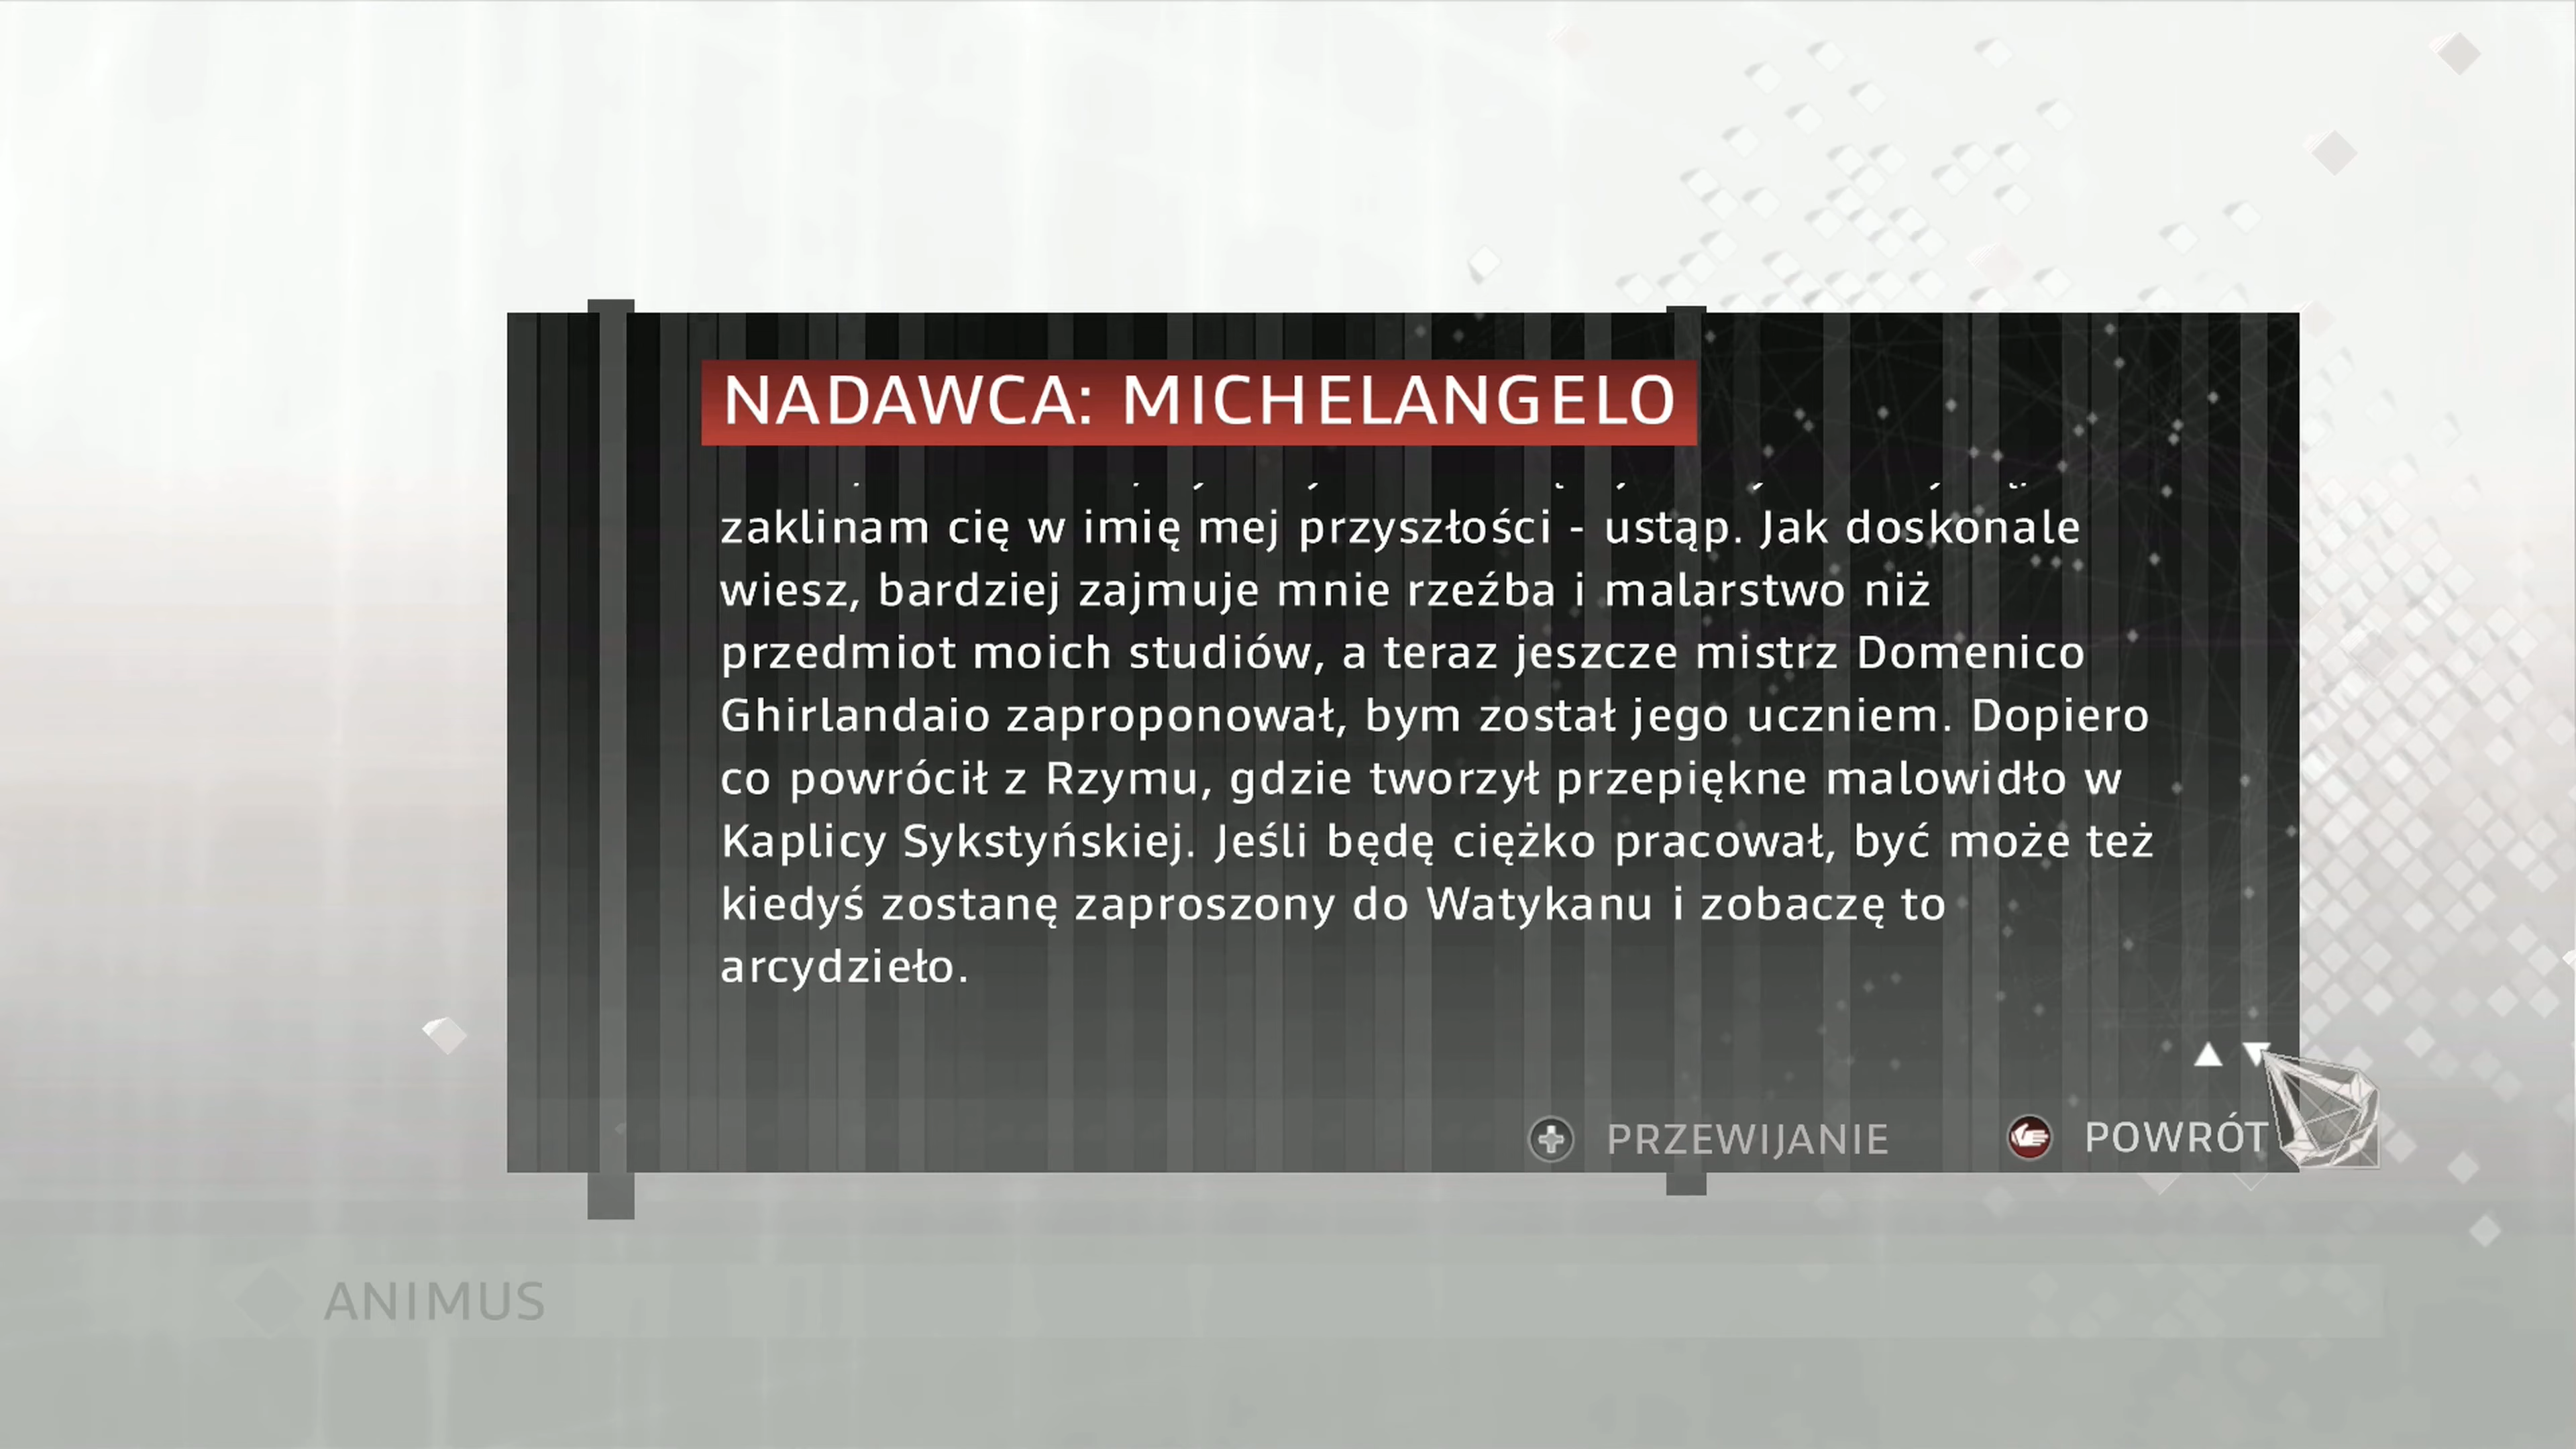 NADAWCA: MICHELANGELO
zaklinam cię w imię mej przyszłości - ustąp. Jak doskonale
wiesz, bardziej zajmuje mnie rzeźba i malarstwo niż
przedmiot moich studiów, a teraz jeszcze mistrz Domenico
Ghirlandaio zaproponował, bym został jego uczniem. Dopiero
co powrócił z Rzymu, gdzie tworzył przepiękne malowidło w
Kaplicy Sykstyńskiej. Jeśli będę ciężko pracował, być może też
kiedyś zostanę zaproszony do Watykanu i zobaczę to
arcydzieło.
PRZEWIJANIE
POWRÓT
ANIMUS